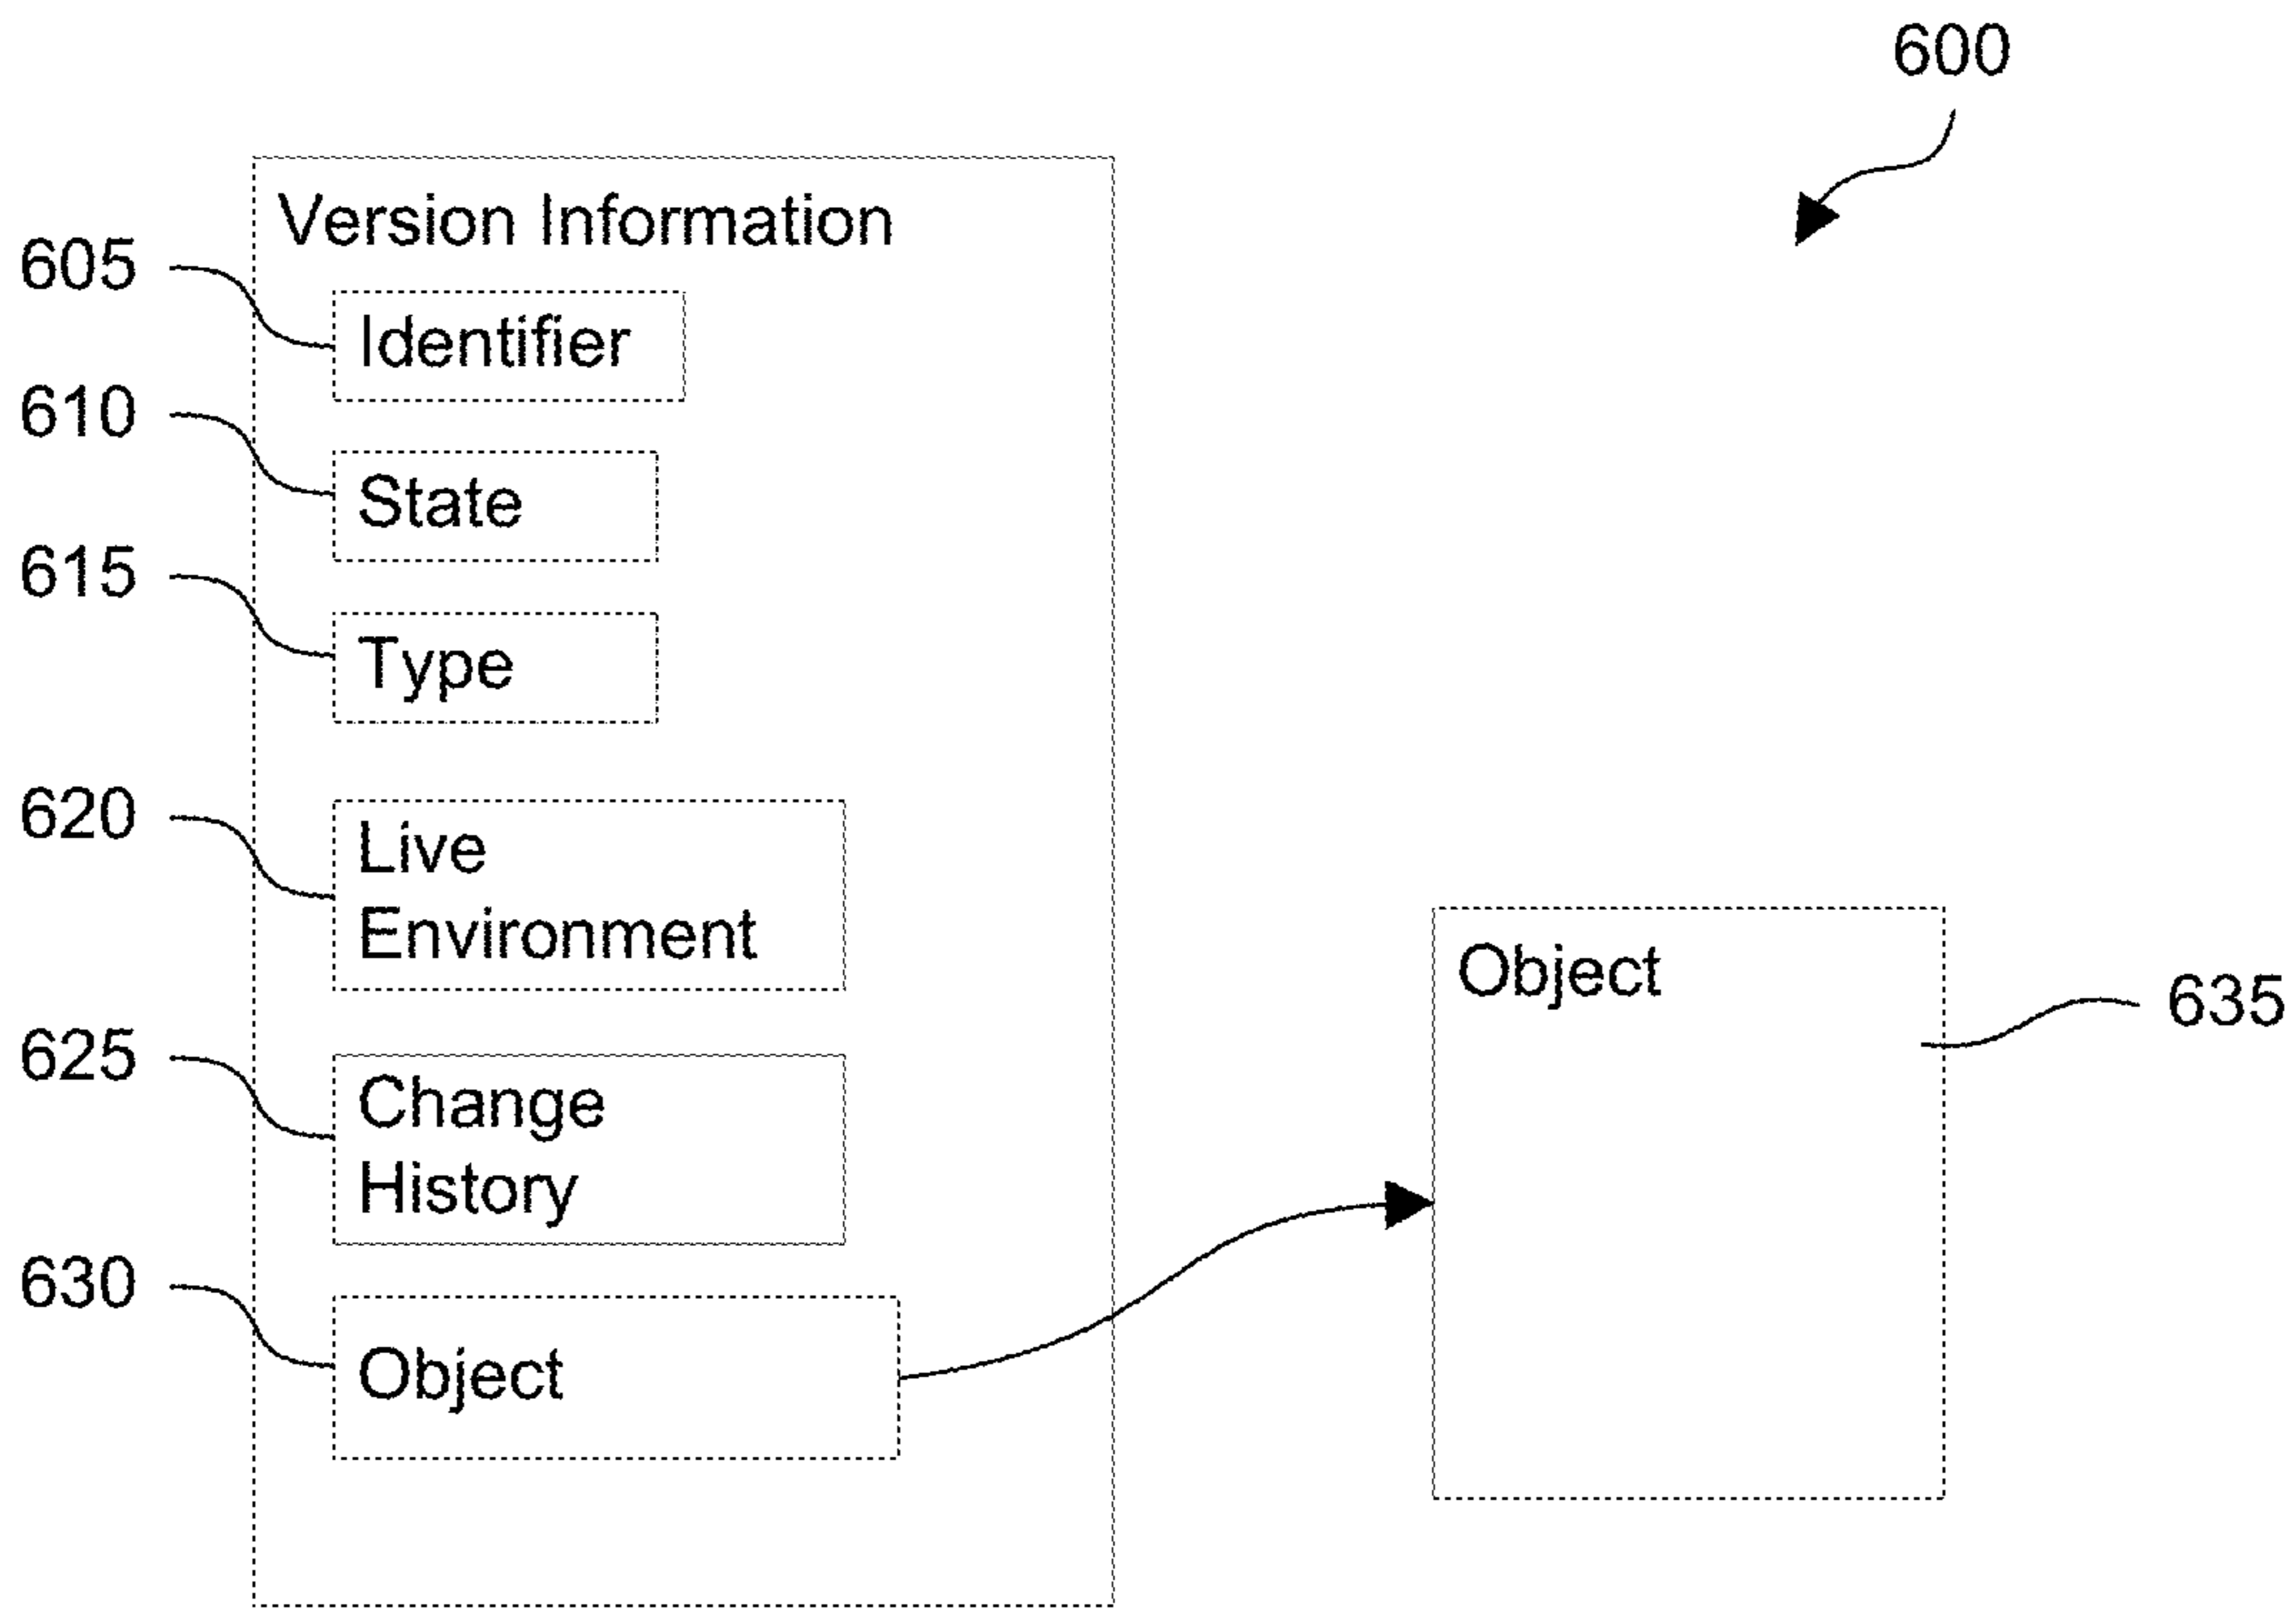 600
Version Information
605
Identifier
610
State
615
Type
620
Live
Environment
625
Change
History
630
Object
Object
635